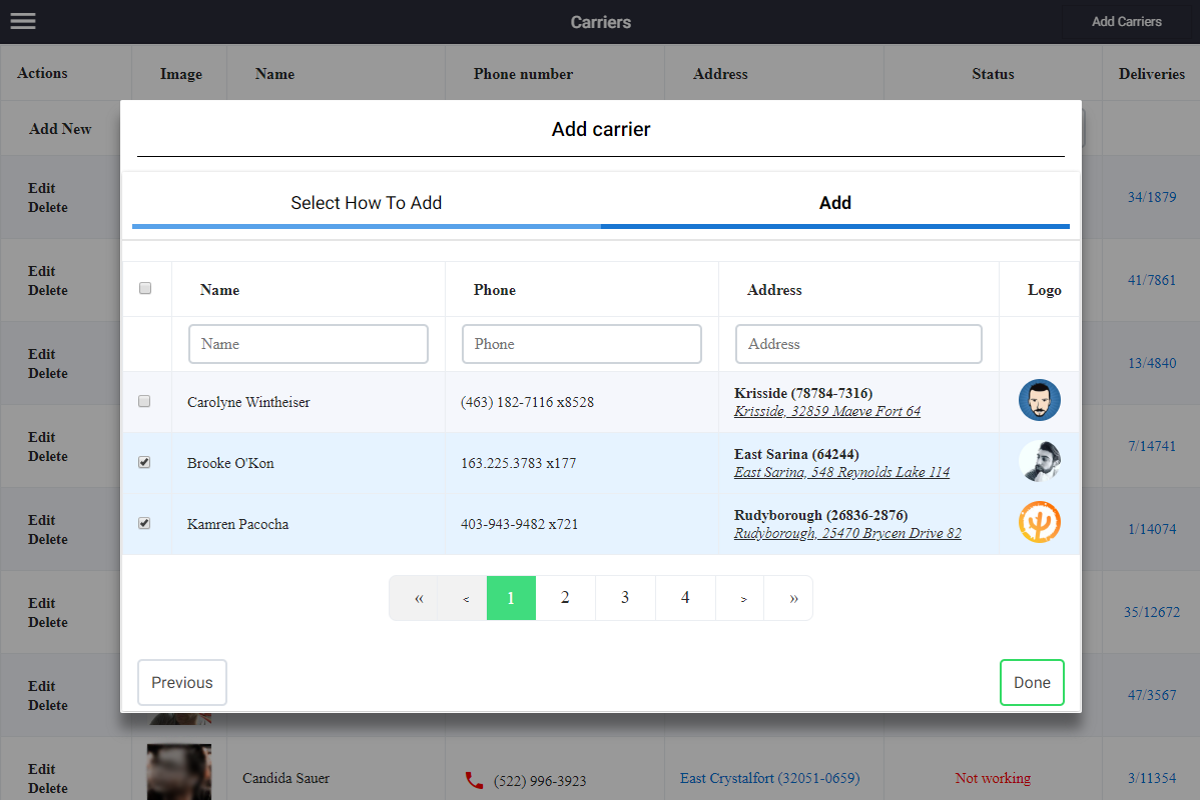 Carriers
Add Carriers
Actions Image Name Phone number Address Status Deliveries
Add New
Add carrier
Select How To Add Add
Name Phone Address Logo
Name Phone Address
Carolyne Wintheiser (463) 182-7116 x8528 Krisside (78784-7316)
Krisside, 32859 Maeve Fort 64
Brooke O'Kon 163.225.3783 x177 East Sarina (64244)
East Sarina, 548 Reynolds Lake 114
Kamren Pacocha 403-943-9482 x721 Rudyborough (26836-2876)
Rudyborough, 25470 Brycen Drive 82
« < 1 2 3 4 > »
Previous Done
Edit
Delete
34/1879
Edit
Delete
41/7861
Edit
Delete
13/4840
Edit
Delete
7/14741
Edit
Delete
1/14074
Edit
Delete
35/12672
Edit
Delete
47/3567
Edit
Delete
Candida Sauer (522) 996-3923 East Crystalfort (32051-0659) Not working 3/11354